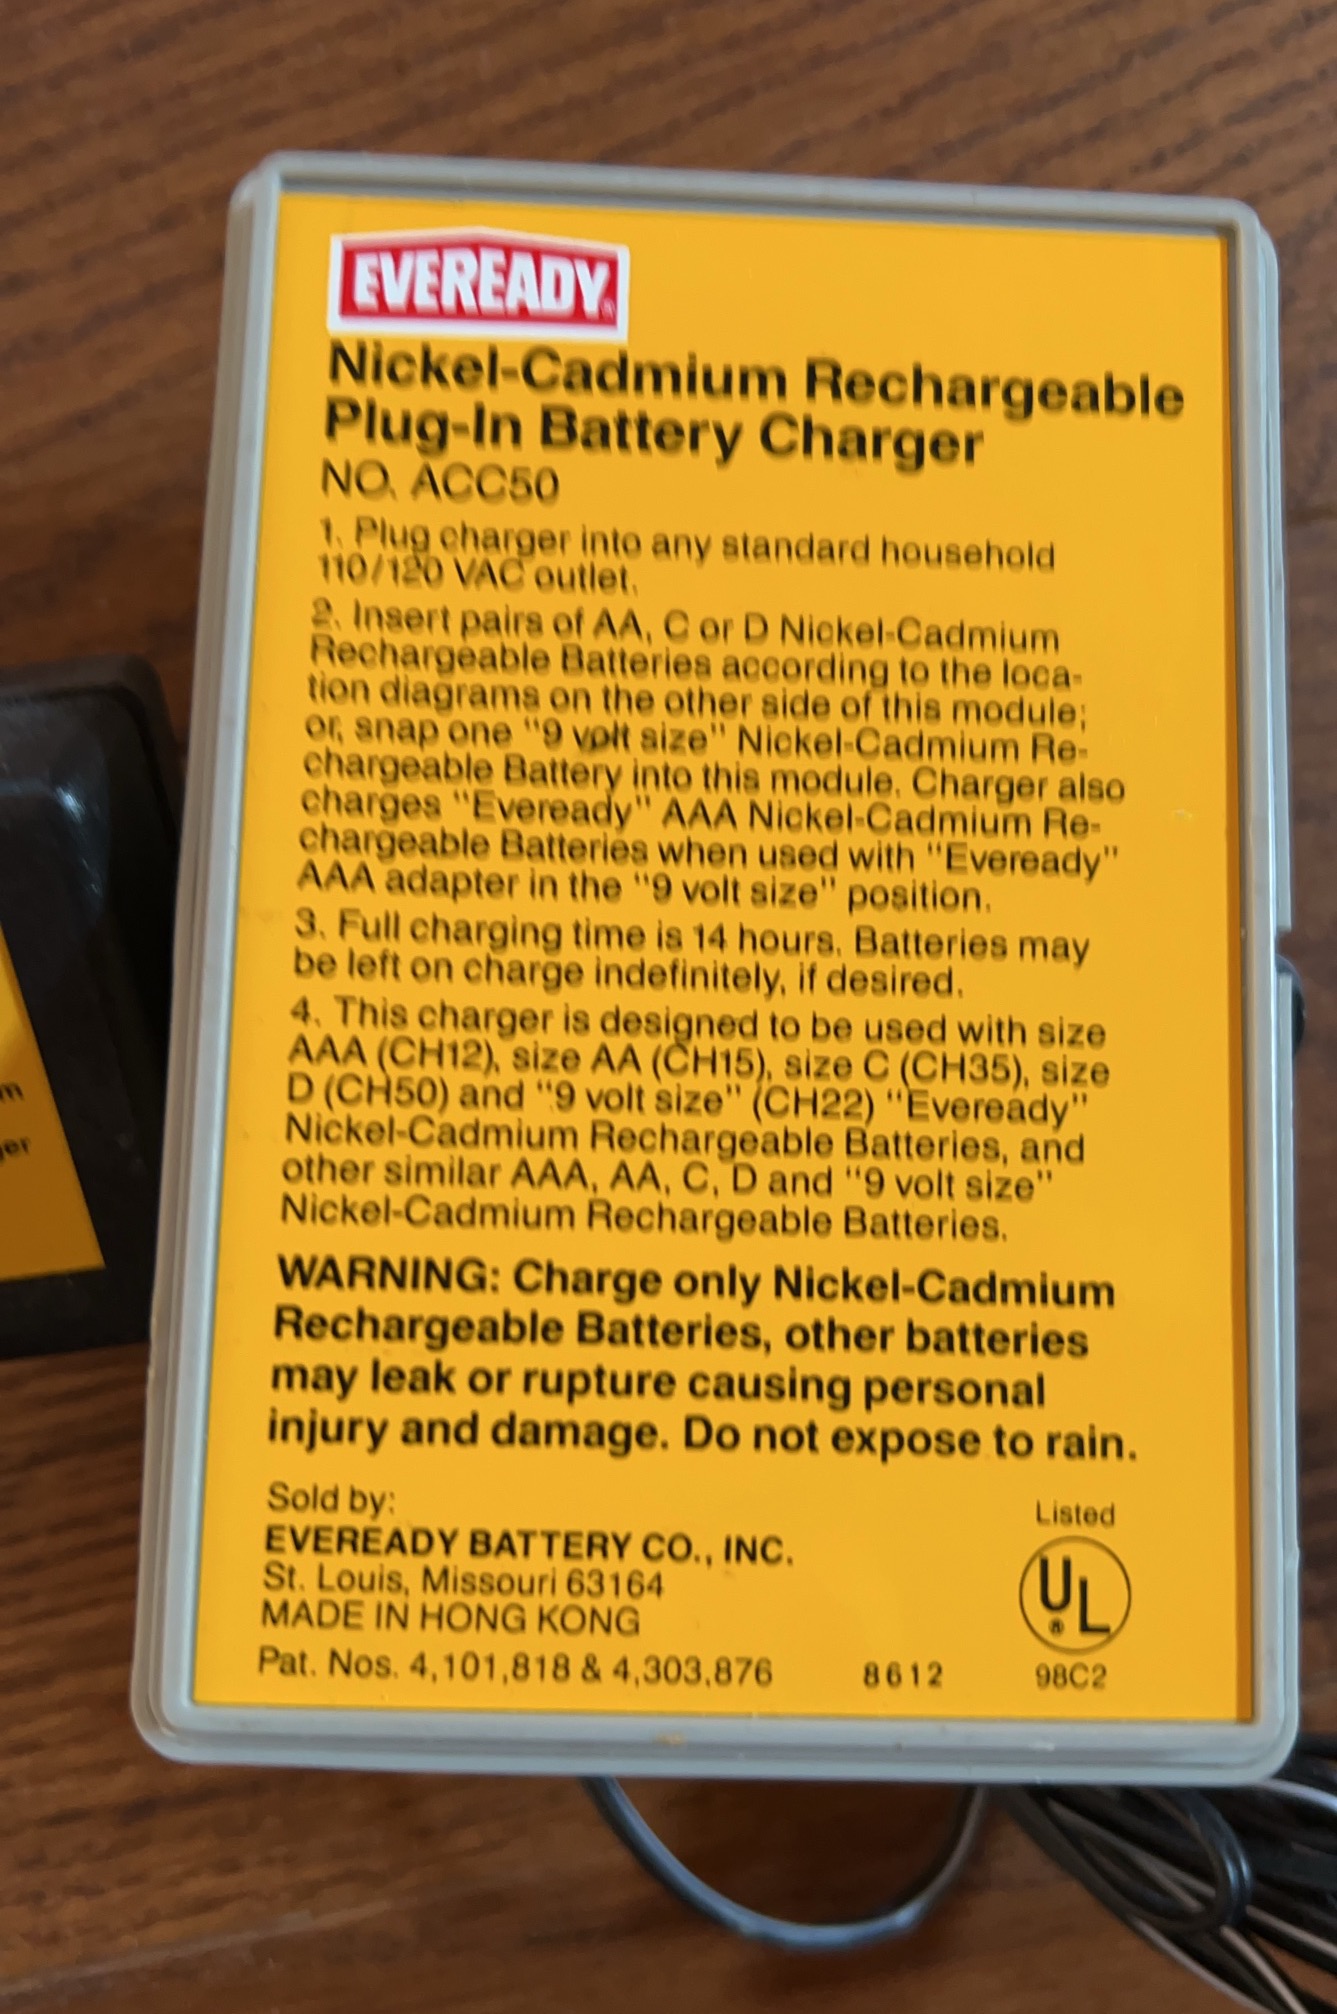 EVEREADY®
Nickel-Cadmium Rechargeable
Plug-In Battery Charger
NO. ACC50
1. Plug charger into any standard household
110/120 VAC outlet.
2. Insert pairs of AA, C or D Nickel-Cadmium
Rechargeable Batteries according to the loca-
tion diagrams on the other side of this module;
or, snap one "9 volt size" Nickel-Cadmium Re-
chargeable Battery into this module. Charger also
charges "Eveready" AAA Nickel-Cadmium Re-
chargeable Batteries when used with "Eveready"
AAA adapter in the "9 volt size" position.
3. Full charging time is 14 hours. Batteries may
be left on charge indefinitely, if desired.
4. This charger is designed to be used with size
AAA (CH12), size AA (CH15), size C (CH35), size
D (CH50) and "9 volt size" (CH22) "Eveready"
Nickel-Cadmium Rechargeable Batteries, and
other similar AAA, AA, C, D and "9 volt size"
Nickel-Cadmium Rechargeable Batteries.
WARNING: Charge only Nickel-Cadmium
Rechargeable Batteries, other batteries
may leak or rupture causing personal
injury and damage. Do not expose to rain.
Sold by:
EVEREADY BATTERY CO., INC.
St. Louis, Missouri 63164
MADE IN HONG KONG
Pat. Nos. 4,101,818 & 4,303,876
8612
Listed
UL®
98C2